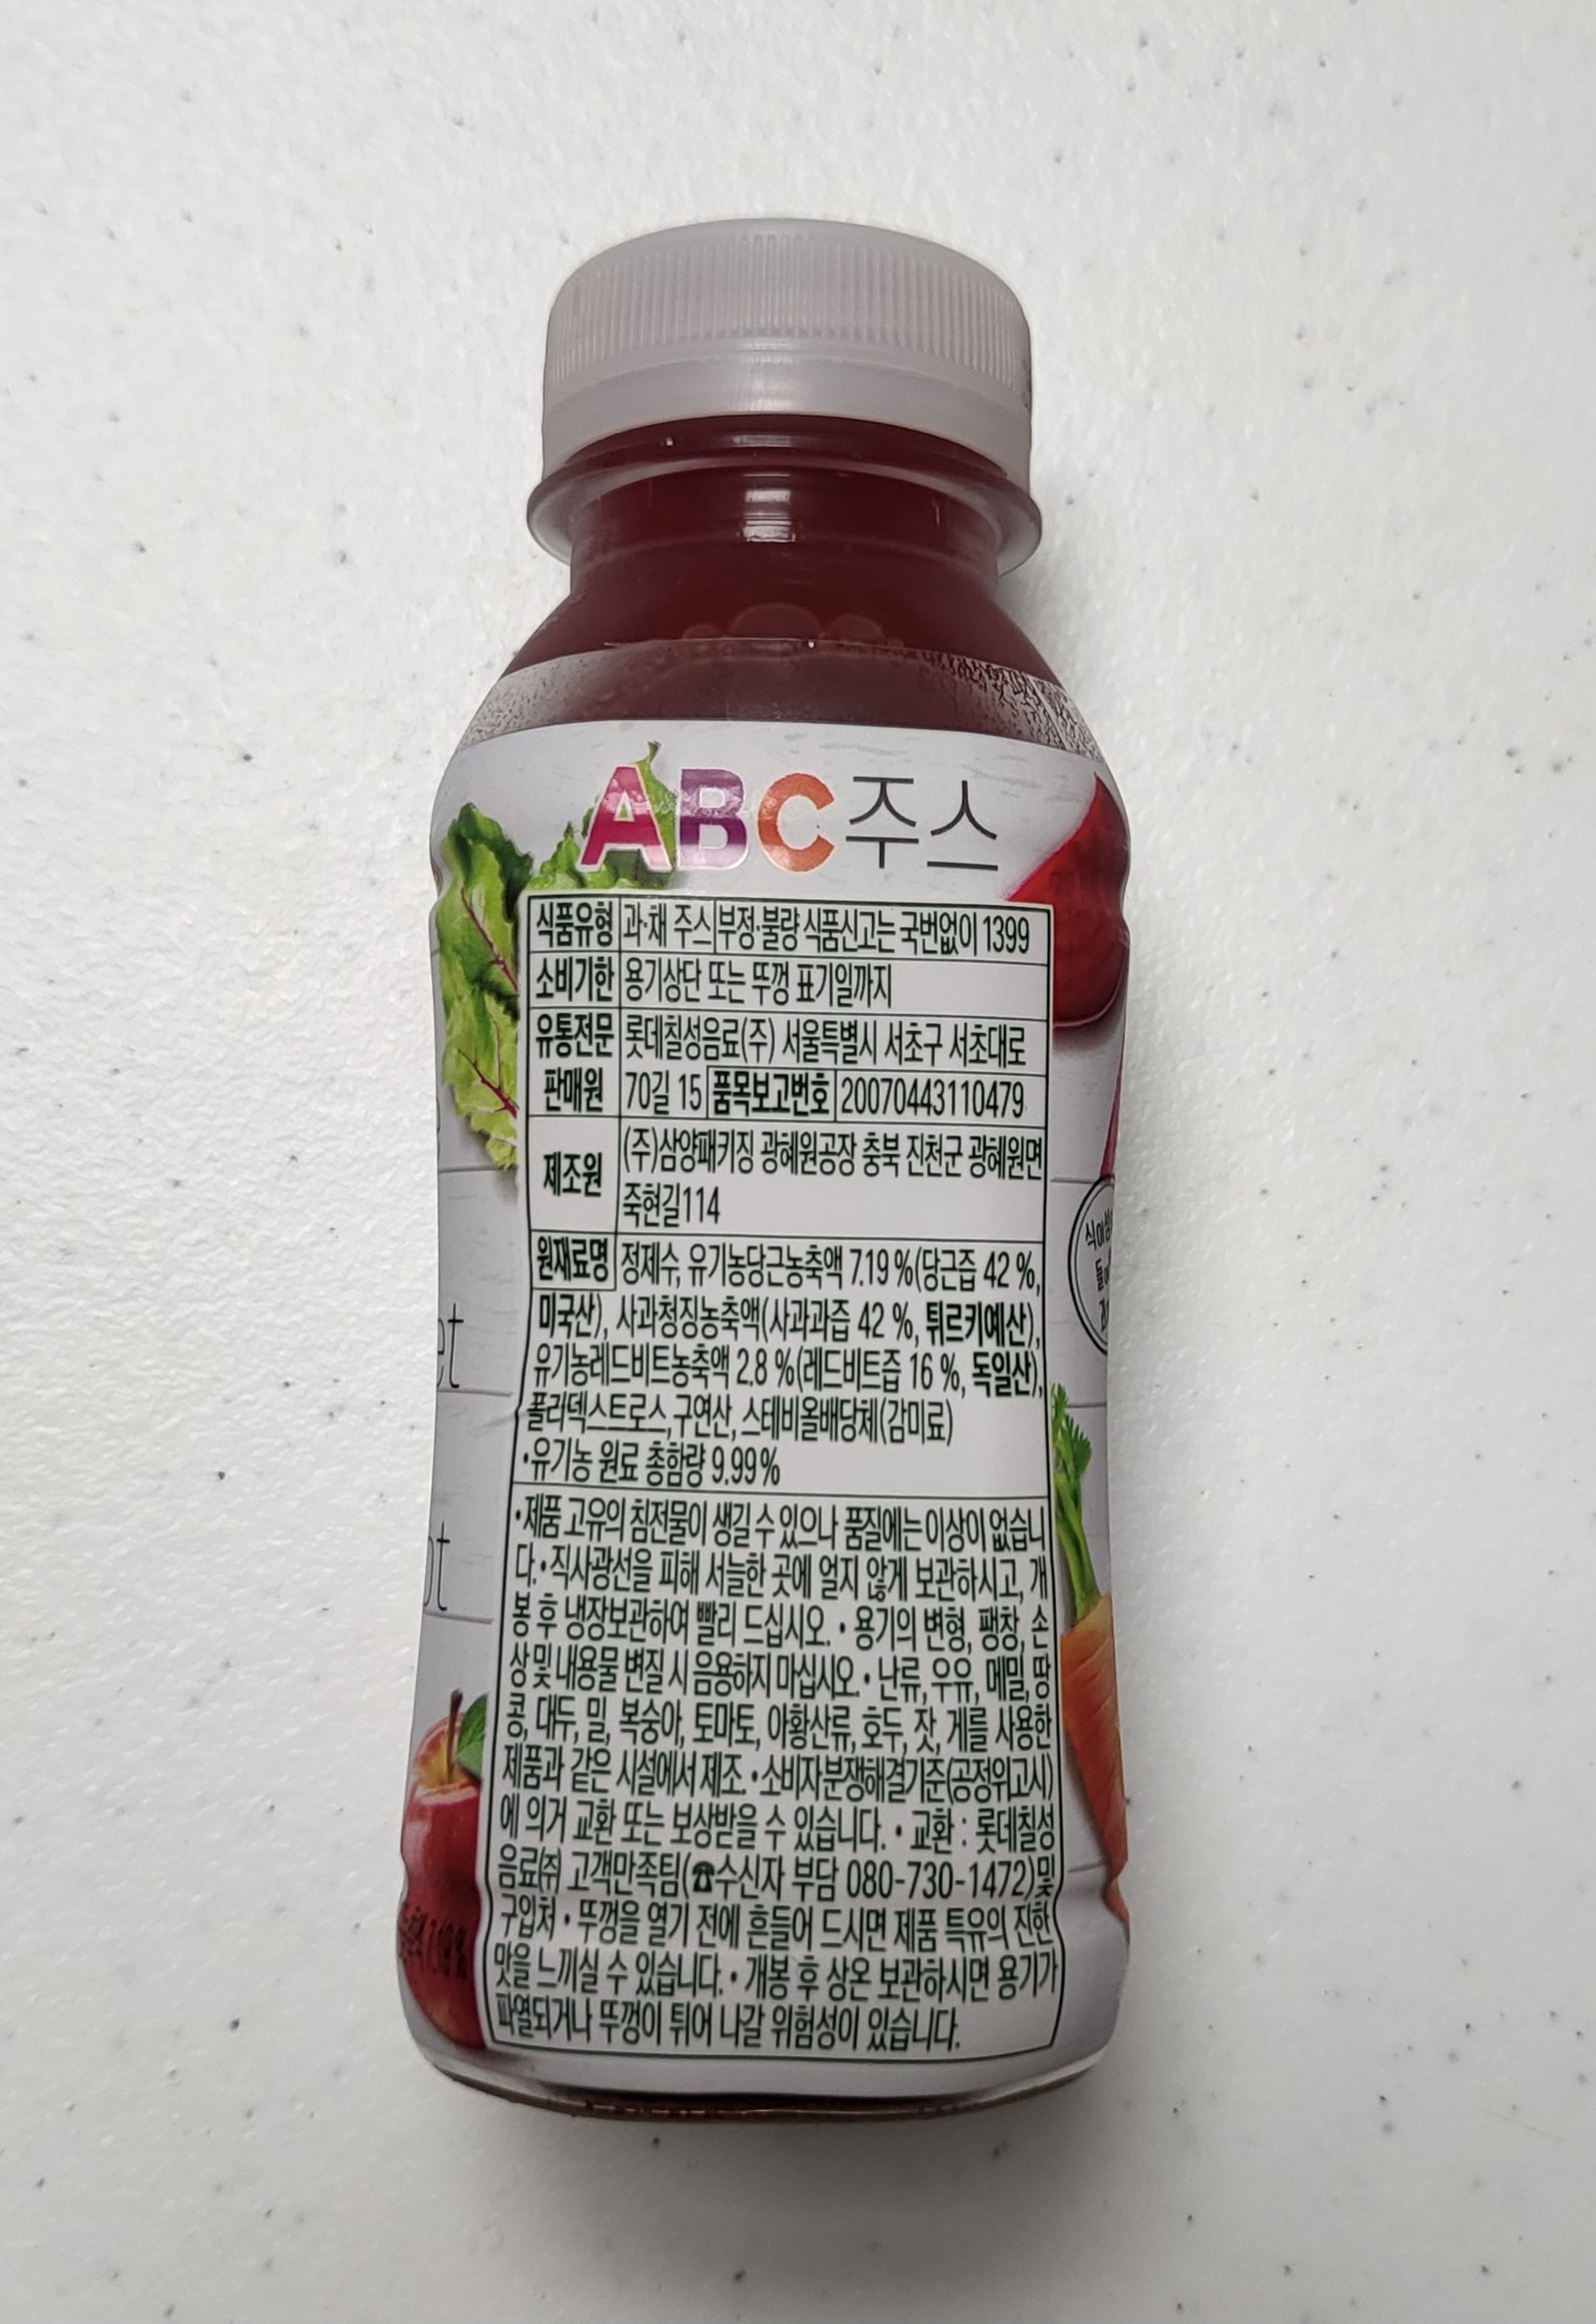 ABC주스
식품유형 과·채 주스 부정·불량 식품신고는 국번없이 1399
소비기한 용기상단 또는 뚜껑 표기일까지
유통전문 롯데칠성음료(주) 서울특별시 서초구 서초대로
판매원 70길 15 품목보고번호 20070443110479
제조원 (주)삼양패키징 광혜원공장 충북 진천군 광혜원면
죽현길114
원재료명 정제수, 유기농당근농축액 7.19 %(당근즙 42 %,
미국산), 사과청징농축액(사과과즙 42 %, 튀르키예산),
유기농레드비트농축액 2.8 %(레드비트즙 16 %, 독일산),
폴리덱스트로스, 구연산, 스테비올배당체(감미료)
•유기농 원료 총함량 9.99%
•제품 고유의 침전물이 생길 수 있으나 품질에는 이상이 없습니
다.•직사광선을 피해 서늘한 곳에 얼지 않게 보관하시고, 개
봉 후 냉장보관하여 빨리 드십시오. • 용기의 변형, 팽창, 손
상 및 내용물 변질 시 음용하지 마십시오.• 난류, 우유, 메밀, 땅
콩, 대두, 밀, 복숭아, 토마토, 아황산류, 호두, 잣, 게를 사용한
제품과 같은 시설에서 제조.•소비자분쟁해결기준(공정위고시)
에 의거 교환 또는 보상받을 수 있습니다. • 교환 : 롯데칠성
음료㈜ 고객만족팀(☎수신자 부담 080-730-1472)및
구입처 • 뚜껑을 열기 전에 흔들어 드시면 제품 특유의 진한
맛을 느끼실 수 있습니다.• 개봉 후 상온 보관하시면 용기가
파열되거나 뚜껑이 튀어 나갈 위험성이 있습니다.
et
ot
7.19%